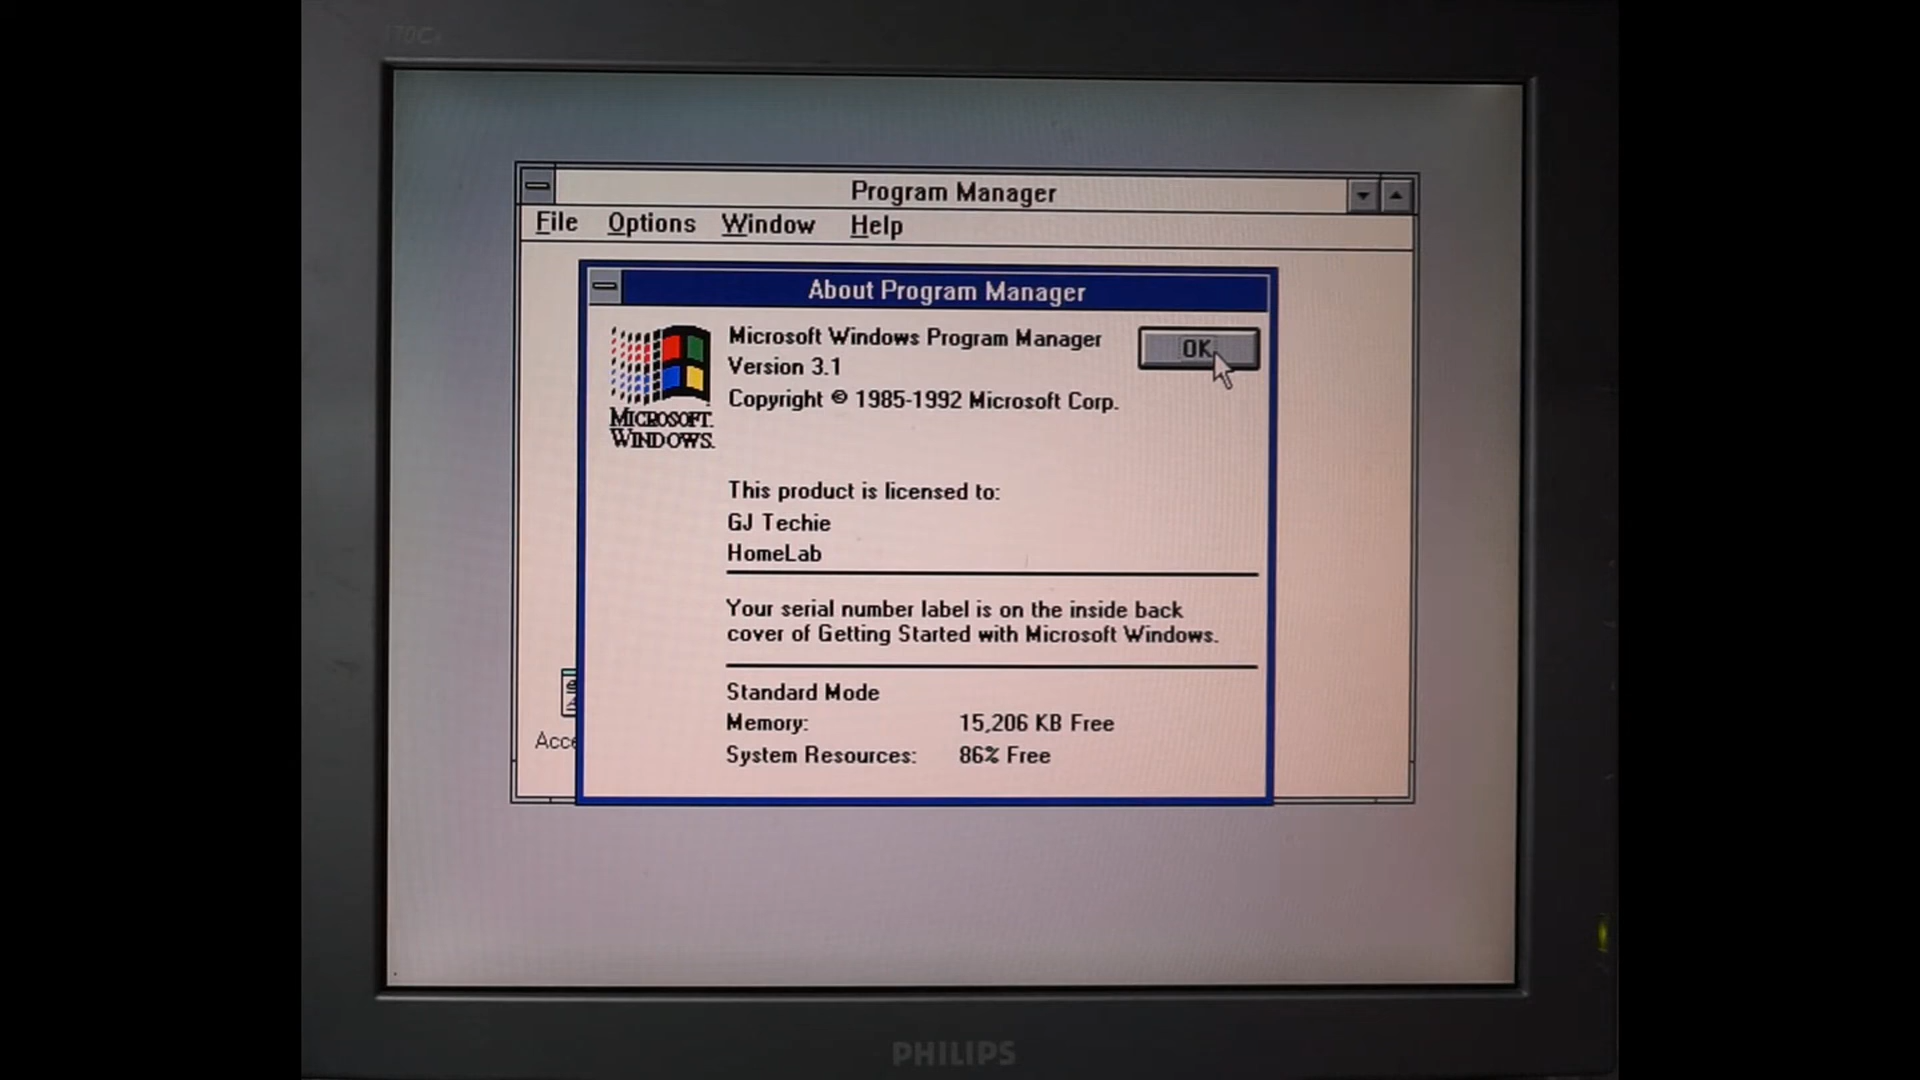 Program Manager
File Options Window Help
About Program Manager
Microsoft Windows Program Manager
Version 3.1
Copyright © 1985-1992 Microsoft Corp.
OK
MICROSOFT.
WINDOWS.
This product is licensed to:
GJ Techie
HomeLab
Your serial number label is on the inside back
cover of Getting Started with Microsoft Windows.
Standard Mode
Memory: 15,206 KB Free
System Resources: 86% Free
Acce
PHILIPS